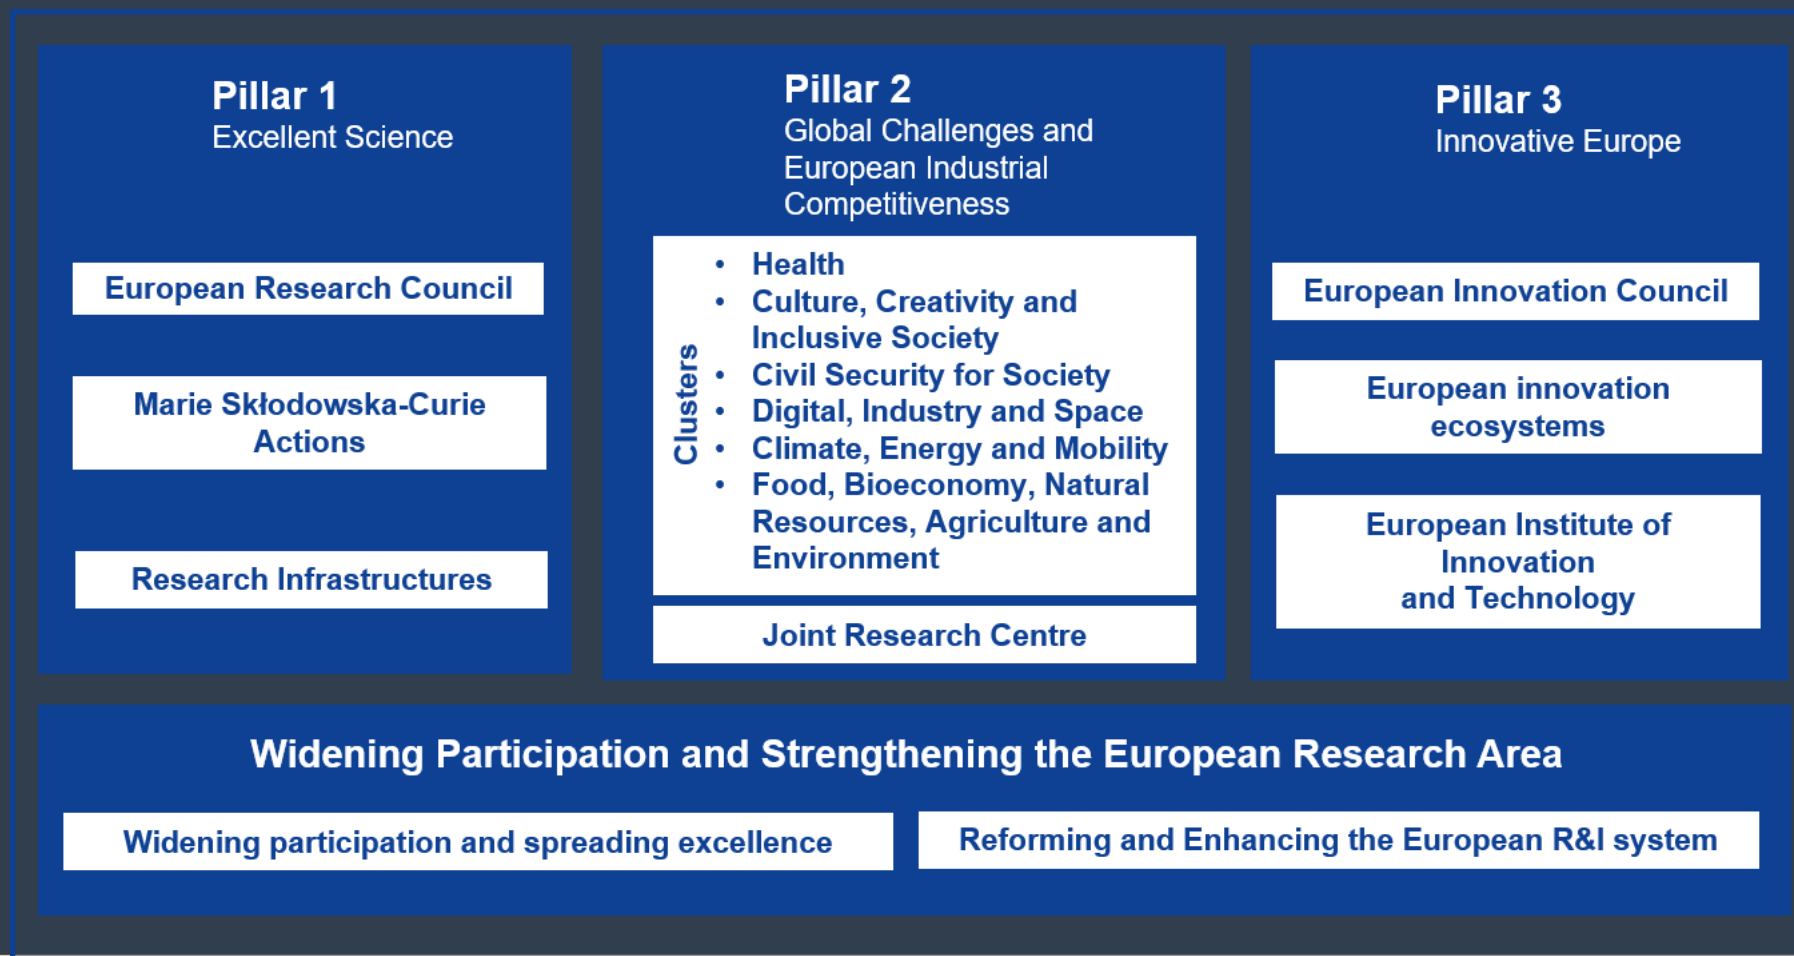 Pillar 1
Excellent Science
European Research Council
Marie Skłodowska-Curie
Actions
Research Infrastructures
Pillar 2
Global Challenges and
European Industrial
Competitiveness
Clusters
• Health
• Culture, Creativity and
Inclusive Society
• Civil Security for Society
• Digital, Industry and Space
• Climate, Energy and Mobility
• Food, Bioeconomy, Natural
Resources, Agriculture and
Environment
Joint Research Centre
Pillar 3
Innovative Europe
European Innovation Council
European innovation
ecosystems
European Institute of
Innovation
and Technology
Widening Participation and Strengthening the European Research Area
Widening participation and spreading excellence
Reforming and Enhancing the European R&I system